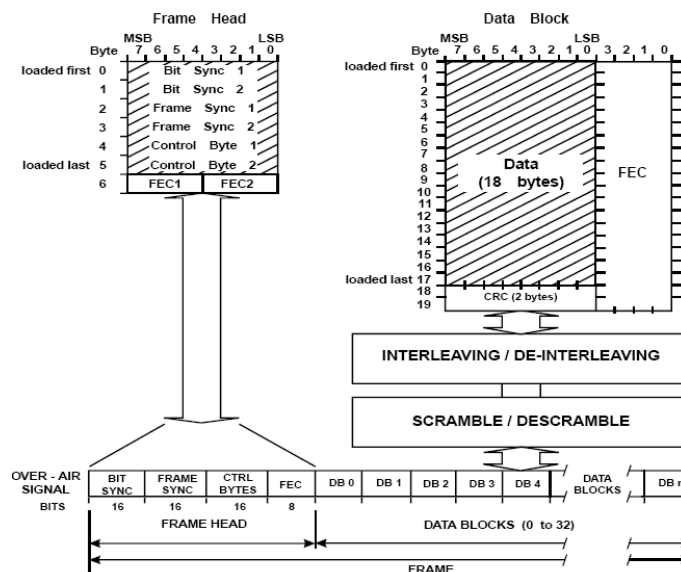 Frame Head
MSB LSB
Byte 7 6 5 4 3 2 1 0
loaded first 0 Bit Sync 1
1 Bit Sync 2
2 Frame Sync 1
3 Frame Sync 2
4 Control Byte 1
loaded last 5 Control Byte 2
6 FEC1 FEC2
Data Block
MSB LSB
Byte 7 6 5 4 3 2 1 0 3 2 1 0
loaded first 0
1
2
3
4
5
6
7
8
9
10
11
12
13
14
15
16
loaded last 17
18
19
Data
(18 bytes)
FEC
CRC (2 bytes)
INTERLEAVING / DE-INTERLEAVING
SCRAMBLE / DESCRAMBLE
OVER - AIR SIGNAL
BIT SYNC
FRAME SYNC
CTRL BYTES
FEC
DB 0 DB 1 DB 2 DB 3 DB 4
DATA BLOCKS
DB n
BITS 16 16 16 8
FRAME HEAD
DATA BLOCKS (0 to 32)
FRAME